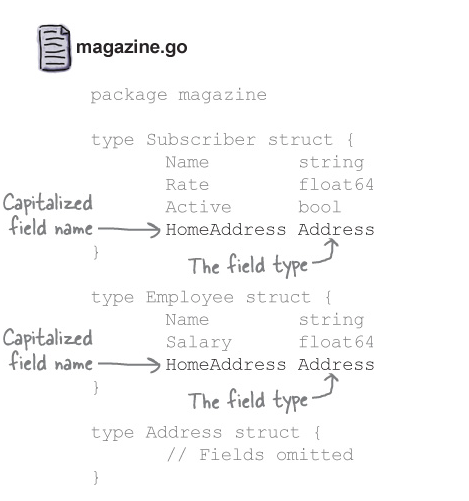 magazine.go
package magazine
type Subscriber struct {
Name string
Rate float64
Active bool
Capitalized
field name HomeAddress Address
}
The field type
type Employee struct {
Name string
Salary float64
Capitalized
field name HomeAddress Address
}
The field type
type Address struct {
// Fields omitted
}